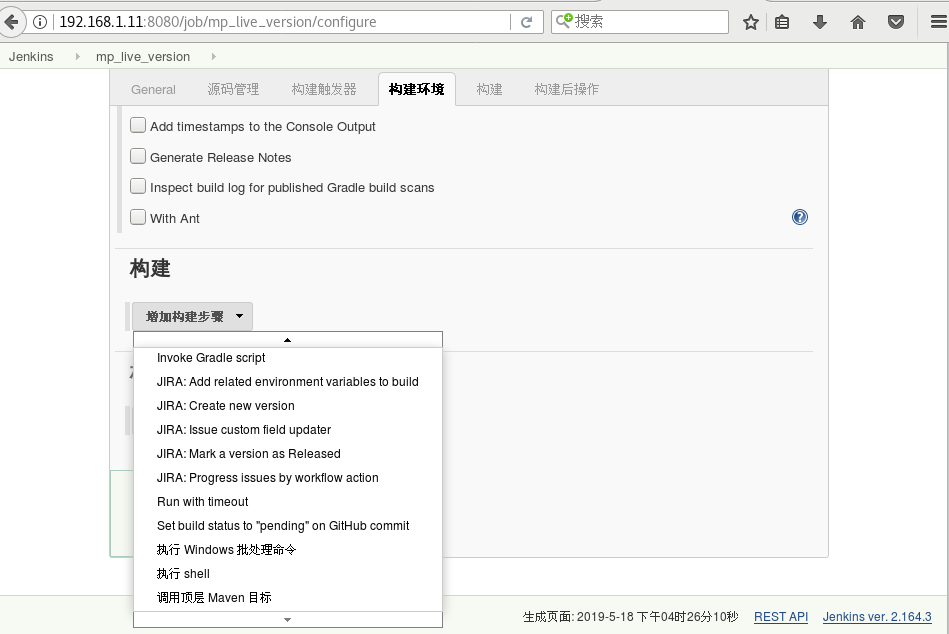 192.168.1.11:8080/job/mp_live_version/configure
搜索
Jenkins
mp_live_version
General
源码管理
构建触发器
构建环境
构建
构建后操作
Add timestamps to the Console Output
Generate Release Notes
Inspect build log for published Gradle build scans
With Ant
构建
增加构建步骤
Invoke Gradle script
JIRA: Add related environment variables to build
JIRA: Create new version
JIRA: Issue custom field updater
JIRA: Mark a version as Released
JIRA: Progress issues by workflow action
Run with timeout
Set build status to "pending" on GitHub commit
执行 Windows 批处理命令
执行 shell
调用顶层 Maven 目标
生成页面: 2019-5-18 下午04时26分10秒
REST API
Jenkins ver. 2.164.3